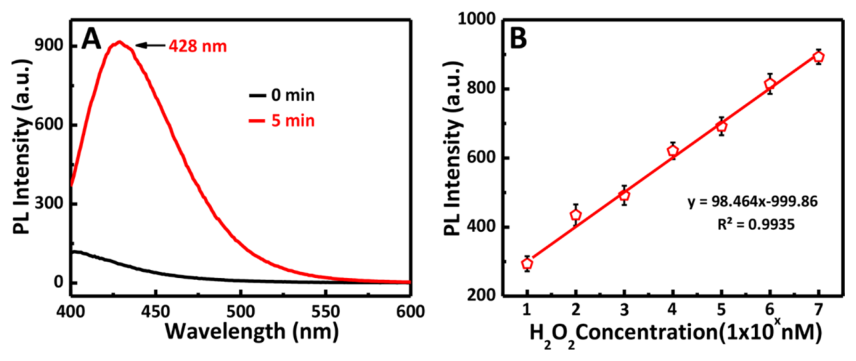 A
428 nm
0 min
5 min
PL Intensity (a.u.)
900
600
300
0
400
450
500
550
600
Wavelength (nm)
B
PL Intensity (a.u.)
1000
800
600
400
200
y = 98.464x-999.86
R² = 0.9935
1
2
3
4
5
6
7
H₂O₂Concentration(1x10ˣnM)